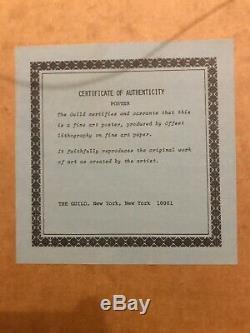 CERTIFICATE OF AUTHENTICITY
POSTER
The Guild certifies and warrants that this
is a fine art poster, produced by Offset
lithography on fine art paper.
It faithfully reproduces the original work
of art as created by the artist.
THE GUILD, New York, New York 10001